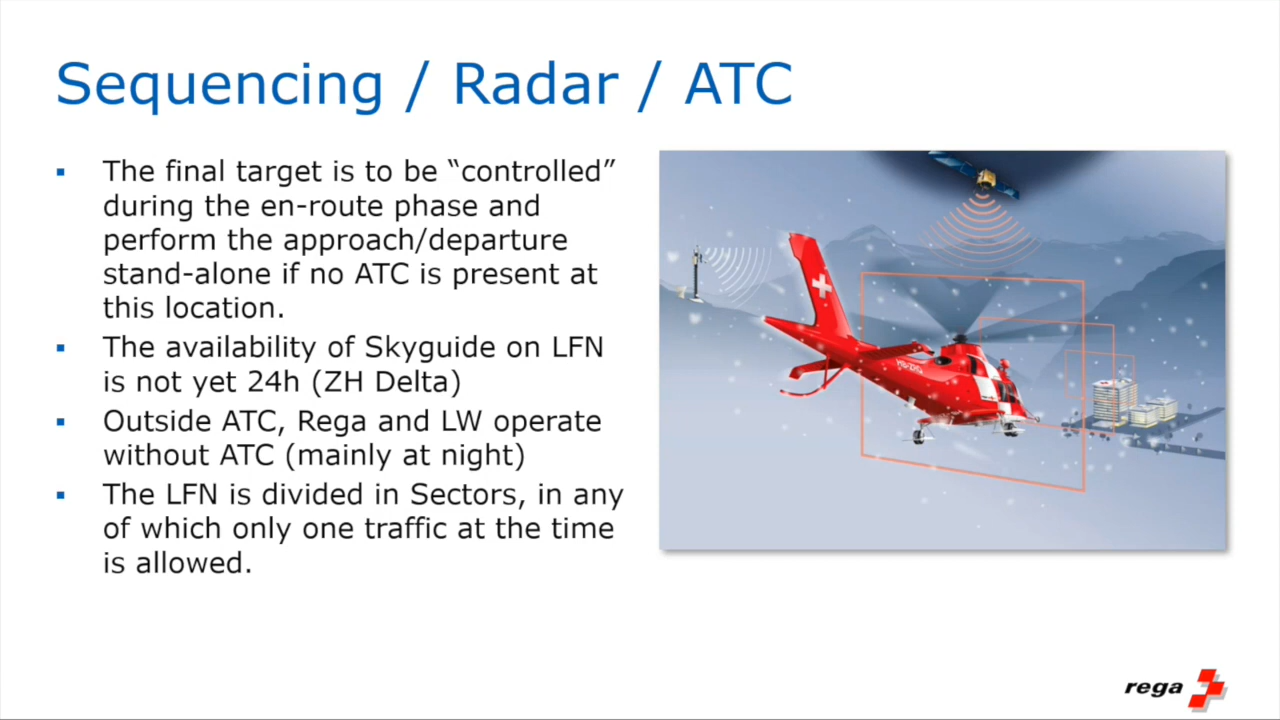 Sequencing / Radar / ATC
▪ The final target is to be “controlled”
during the en-route phase and
perform the approach/departure
stand-alone if no ATC is present at
this location.
▪ The availability of Skyguide on LFN
is not yet 24h (ZH Delta)
▪ Outside ATC, Rega and LW operate
without ATC (mainly at night)
▪ The LFN is divided in Sectors, in any
of which only one traffic at the time
is allowed.
rega